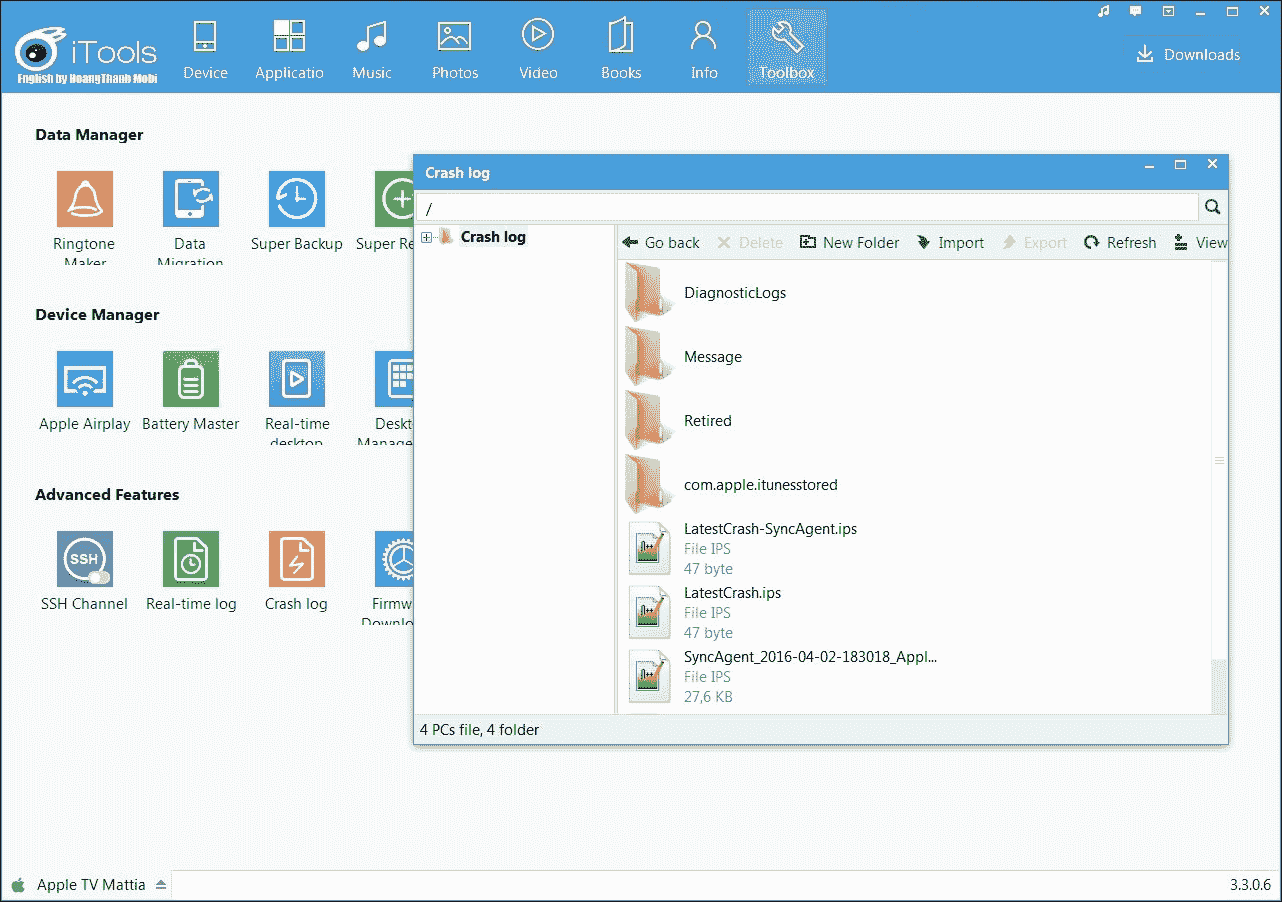 iTools
English by HoangThanh Mobi
Device
Applicatio
Music
Photos
Video
Books
Info
Toolbox
Downloads
Data Manager
Ringtone
Maker
Data
Migration
Super Backup
Super Re
Device Manager
Apple Airplay
Battery Master
Real-time
desktop
Deskt
Manage
Advanced Features
SSH
SSH Channel
Real-time log
Crash log
Firmw
Downlo
Crash log
/
Crash log
Go back
Delete
New Folder
Import
Export
Refresh
View
DiagnosticLogs
Message
Retired
com.apple.itunesstored
LatestCrash-SyncAgent.ips
File IPS
47 byte
LatestCrash.ips
File IPS
47 byte
SyncAgent_2016-04-02-183018_Appl...
File IPS
27,6 KB
4 PCs file, 4 folder
Apple TV Mattia
3.3.0.6